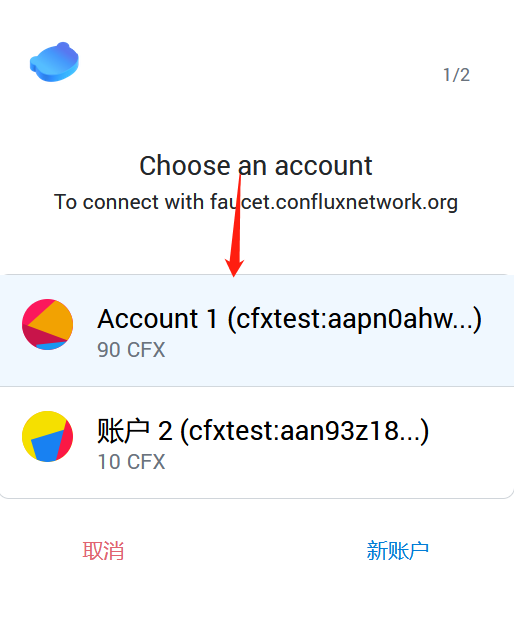 1/2
Choose an account
To connect with faucet.confluxnetwork.org
Account 1 (cfxtest:aapn0ahw...)
90 CFX
账户 2 (cfxtest:aan93z18...)
10 CFX
取消
新账户